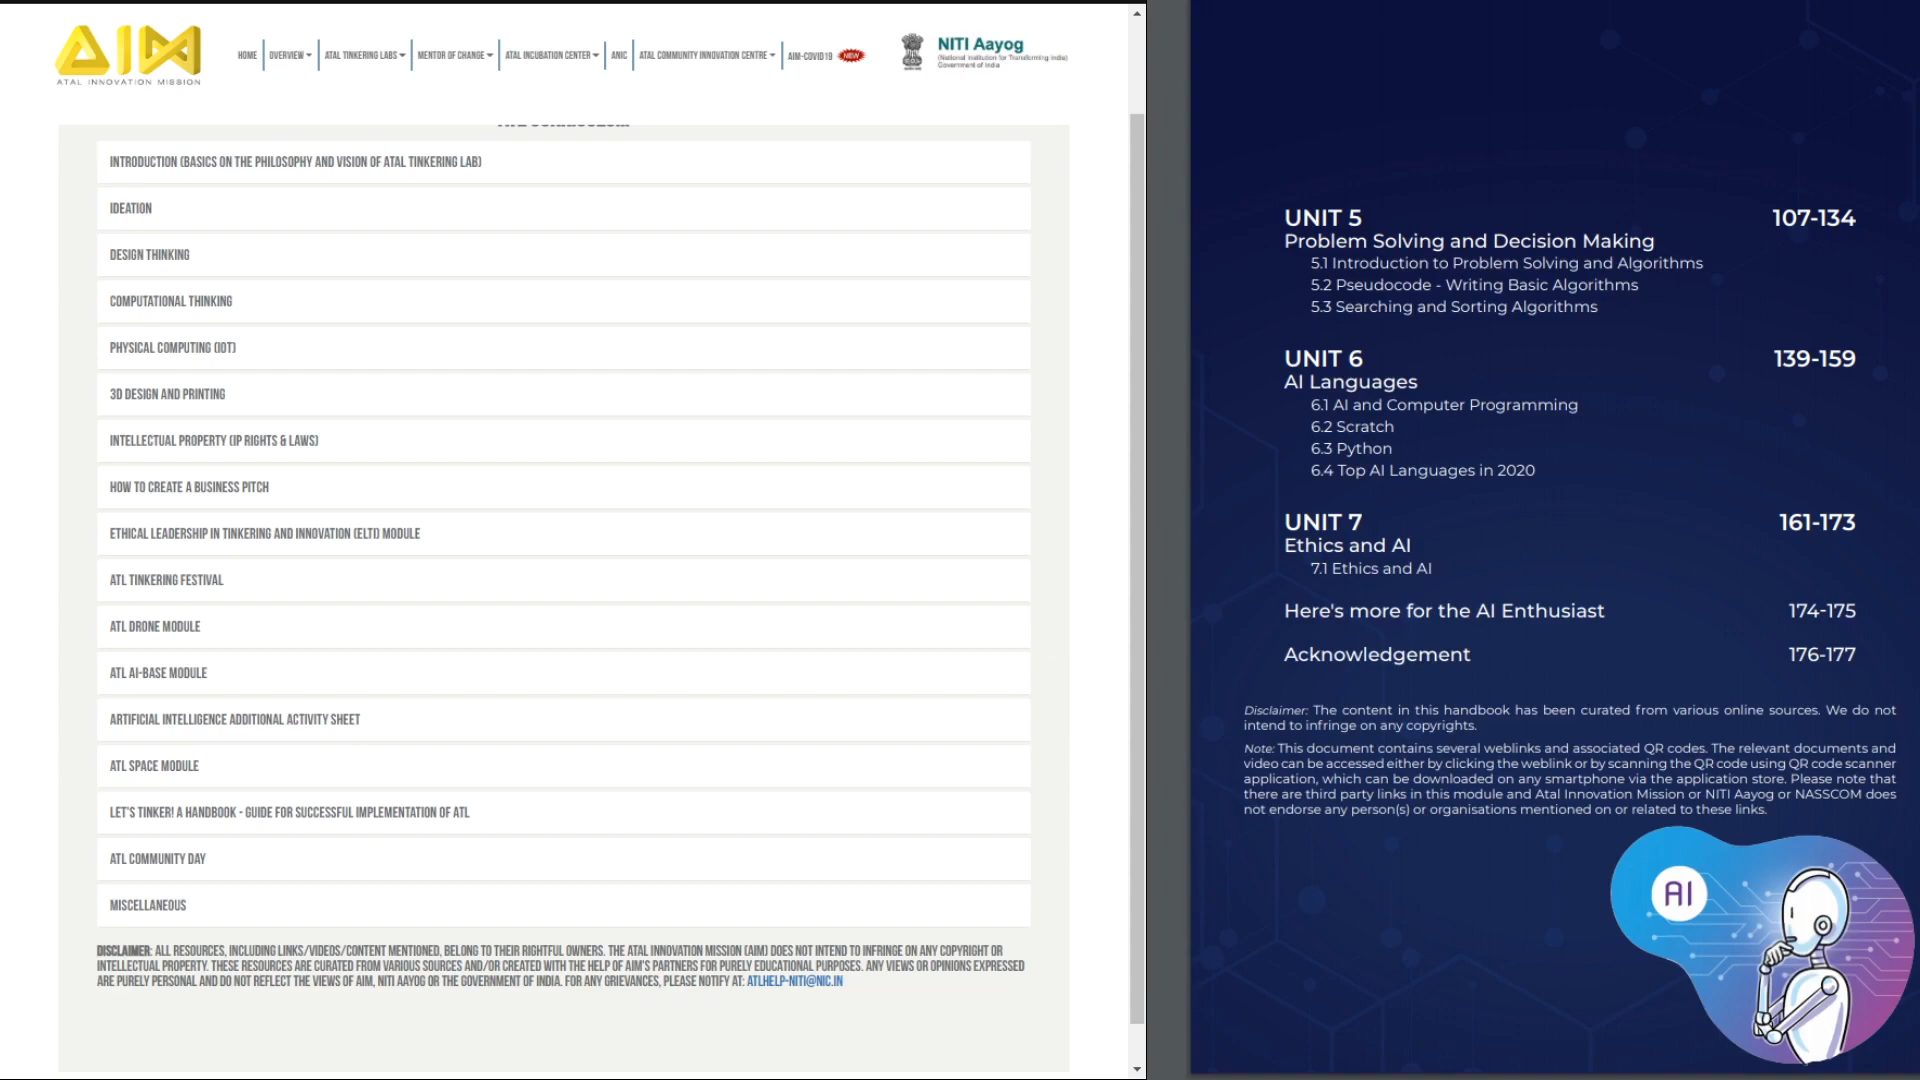 AIM
ATAL INNOVATION MISSION
HOME
OVERVIEW
ATAL TINKERING LABS
MENTOR OF CHANGE
ATAL INCUBATION CENTER
ANIC
ATAL COMMUNITY INNOVATION CENTRE
AIM-COVID19
NEW
NITI Aayog
(National Institution for Transforming India)
Government of India
INTRODUCTION (BASICS ON THE PHILOSOPHY AND VISION OF ATAL TINKERING LAB)
IDEATION
DESIGN THINKING
COMPUTATIONAL THINKING
PHYSICAL COMPUTING (IOT)
3D DESIGN AND PRINTING
INTELLECTUAL PROPERTY (IP RIGHTS & LAWS)
HOW TO CREATE A BUSINESS PITCH
ETHICAL LEADERSHIP IN TINKERING AND INNOVATION (ELTI) MODULE
ATL TINKERING FESTIVAL
ATL DRONE MODULE
ATL AI-BASE MODULE
ARTIFICIAL INTELLIGENCE ADDITIONAL ACTIVITY SHEET
ATL SPACE MODULE
LET'S TINKER! A HANDBOOK - GUIDE FOR SUCCESSFUL IMPLEMENTATION OF ATL
ATL COMMUNITY DAY
MISCELLANEOUS
DISCLAIMER: ALL RESOURCES, INCLUDING LINKS/VIDEOS/CONTENT MENTIONED, BELONG TO THEIR RIGHTFUL OWNERS. THE ATAL INNOVATION MISSION (AIM) DOES NOT INTEND TO INFRINGE ON ANY COPYRIGHT OR
INTELLECTUAL PROPERTY. THESE RESOURCES ARE CURATED FROM VARIOUS SOURCES AND/OR CREATED WITH THE HELP OF AIM'S PARTNERS FOR PURELY EDUCATIONAL PURPOSES. ANY VIEWS OR OPINIONS EXPRESSED
ARE PURELY PERSONAL AND DO NOT REFLECT THE VIEWS OF AIM, NITI AAYOG OR THE GOVERNMENT OF INDIA. FOR ANY GRIEVANCES, PLEASE NOTIFY AT: ATLHELP-NITI@NIC.IN
UNIT 5 107-134
Problem Solving and Decision Making
5.1 Introduction to Problem Solving and Algorithms
5.2 Pseudocode - Writing Basic Algorithms
5.3 Searching and Sorting Algorithms
UNIT 6 139-159
AI Languages
6.1 AI and Computer Programming
6.2 Scratch
6.3 Python
6.4 Top AI Languages in 2020
UNIT 7 161-173
Ethics and AI
7.1 Ethics and AI
Here's more for the AI Enthusiast 174-175
Acknowledgement 176-177
Disclaimer: The content in this handbook has been curated from various online sources. We do not
intend to infringe on any copyrights.
Note: This document contains several weblinks and associated QR codes. The relevant documents and
video can be accessed either by clicking the weblink or by scanning the QR code using QR code scanner
application, which can be downloaded on any smartphone via the application store. Please note that
there are third party links in this module and Atal Innovation Mission or NITI Aayog or NASSCOM does
not endorse any person(s) or organisations mentioned on or related to these links.
AI